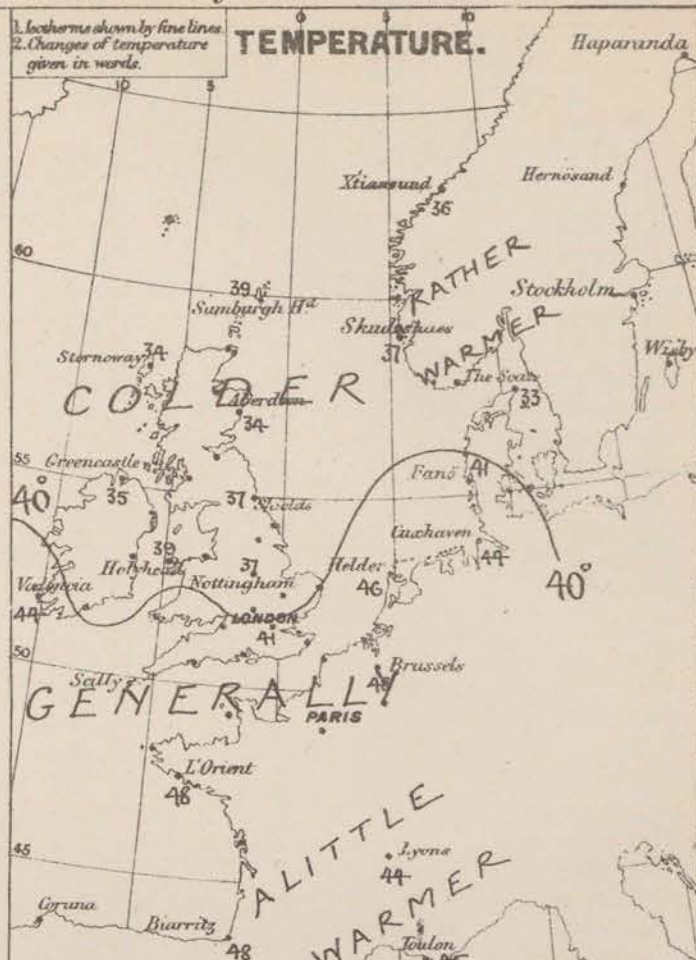 1. Isotherms shown by fine lines
2. Changes of temperature
given in words.
TEMPERATURE.
0 5 10
10 5
Haparanda
Xtiansund
36
Hernösand
60
RATHER
WARMER
39
Sumburgh Hd
Stockholm
Skudesnaes
37
Stornoway
34
Wisby
The Scaw
33
COLDER
Aberdeen
34
55
Greencastle
35
Fanö
41
40°
37
Shields
Cuxhaven
44
39
Holyhead
37
Nottingham
Helder
46
40°
Valencia
44
LONDON
41
50
Scilly
Brussels
48
GENERALLY
PARIS
L'Orient
48
A LITTLE
WARMER
45
Lyons
44
Coruna
Biarritz
48
Toulon